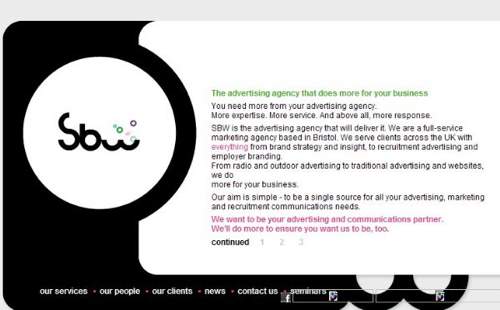 Sbw
The advertising agency that does more for your business
You need more from your advertising agency.
More expertise. More service. And above all, more response.
SBW is the advertising agency that will deliver it. We are a full-service
marketing agency based in Bristol. We serve clients across the UK with
everything from brand strategy and insight, to recruitment advertising and
employer branding.
From radio and outdoor advertising to traditional advertising and websites,
we do
more for your business.
Our aim is simple - to be a single source for all your advertising, marketing
and recruitment communications needs.
We want to be your advertising and communications partner.
We'll do more to ensure you want us to be, too.
continued 1 2 3
our services • our people • our clients • news • contact us • seminars
f